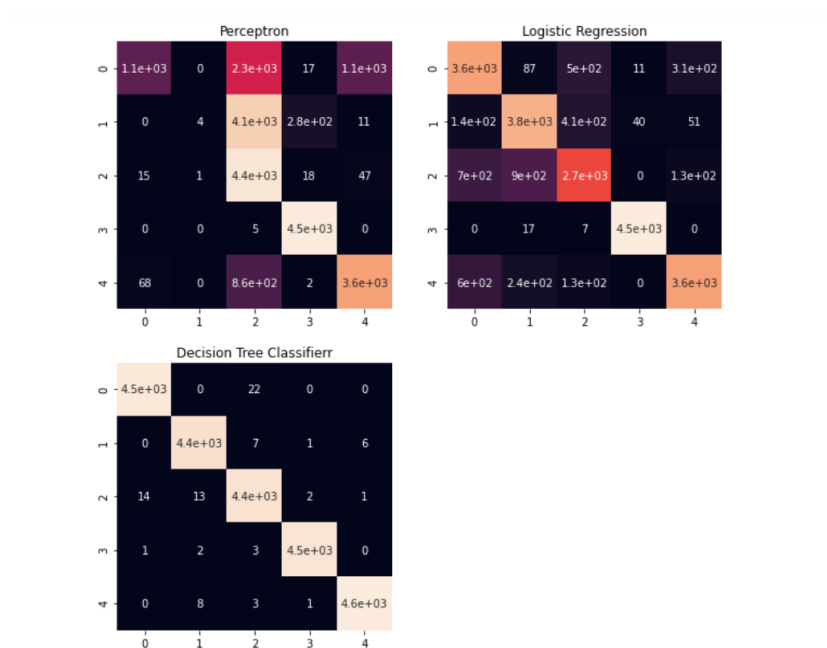 Perceptron Logistic Regression
0 1.1e+03 0 2.3e+03 17 1.1e+03 0 3.6e+03 87 5e+02 11 3.1e+02
1 0 4 4.1e+03 2.8e+02 11 1 1.4e+02 3.8e+03 4.1e+02 40 51
2 15 1 4.4e+03 18 47 2 7e+02 9e+02 2.7e+03 0 1.3e+02
3 0 0 5 4.5e+03 0 3 0 17 7 4.5e+03 0
4 68 0 8.6e+02 2 3.6e+03 4 6e+02 2.4e+02 1.3e+02 0 3.6e+03
0 1 2 3 4 0 1 2 3 4
Decision Tree Classifierr
0 4.5e+03 0 22 0 0
1 0 4.4e+03 7 1 6
2 14 13 4.4e+03 2 1
3 1 2 3 4.5e+03 0
4 0 8 3 1 4.6e+03
0 1 2 3 4